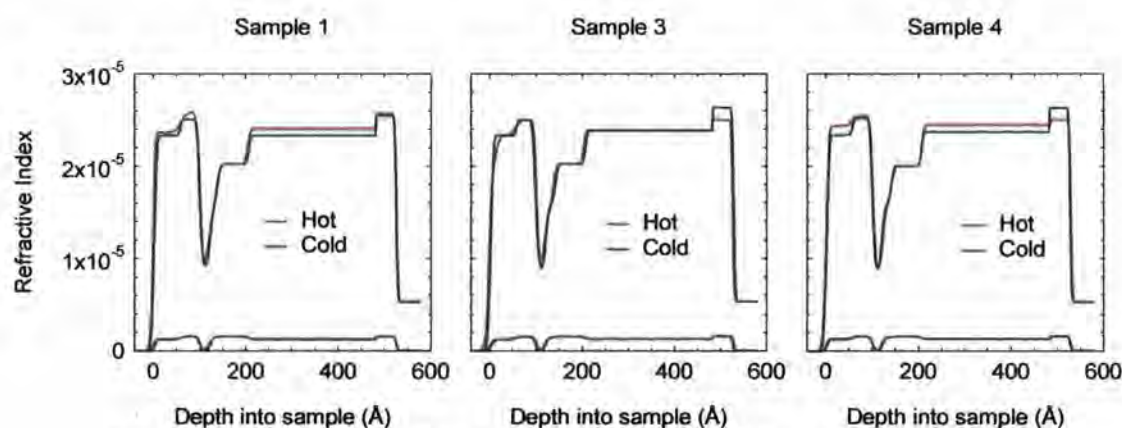 Sample 1
Sample 3
Sample 4
3x10-5
2x10-5
1x10-5
0
Refractive Index
Hot
Cold
Hot
Cold
Hot
Cold
0 200 400 600
0 200 400 600
0 200 400 600
Depth into sample (Å)
Depth into sample (Å)
Depth into sample (Å)